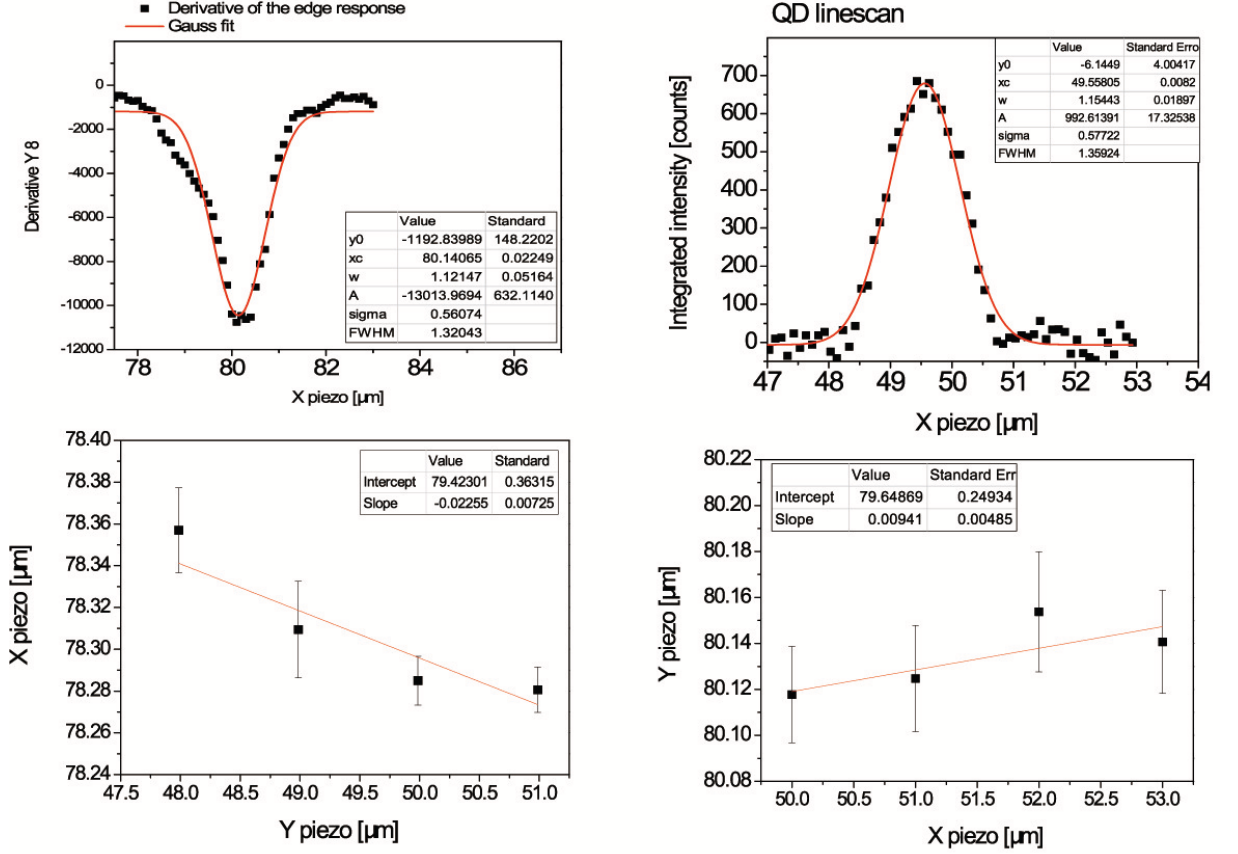 Derivative of the edge response
Gauss fit
Derivative Y 8
0
-2000
-4000
-6000
-8000
-10000
-12000
Value Standard
y0 -1192.83989 148.2202
xc 80.14065 0.02249
w 1.12147 0.05164
A -13013.9694 632.1140
sigma 0.56074
FWHM 1.32043
78 80 82 84 86
X piezo [µm]
QD linescan
Integrated intensity [counts]
700
600
500
400
300
200
100
0
Value Standard Erro
y0 -6.1449 4.00417
xc 49.55805 0.0082
w 1.15443 0.01897
A 992.61391 17.32538
sigma 0.57722
FWHM 1.35924
47 48 49 50 51 52 53 54
X piezo [µm]
X piezo [µm]
78.40
78.38
78.36
78.34
78.32
78.30
78.28
78.26
78.24
Value Standard
Intercept 79.42301 0.36315
Slope -0.02255 0.00725
47.5 48.0 48.5 49.0 49.5 50.0 50.5 51.0
Y piezo [µm]
Y piezo [µm]
80.22
80.20
80.18
80.16
80.14
80.12
80.10
80.08
Value Standard Err
Intercept 79.64869 0.24934
Slope 0.00941 0.00485
50.0 50.5 51.0 51.5 52.0 52.5 53.0
X piezo [µm]